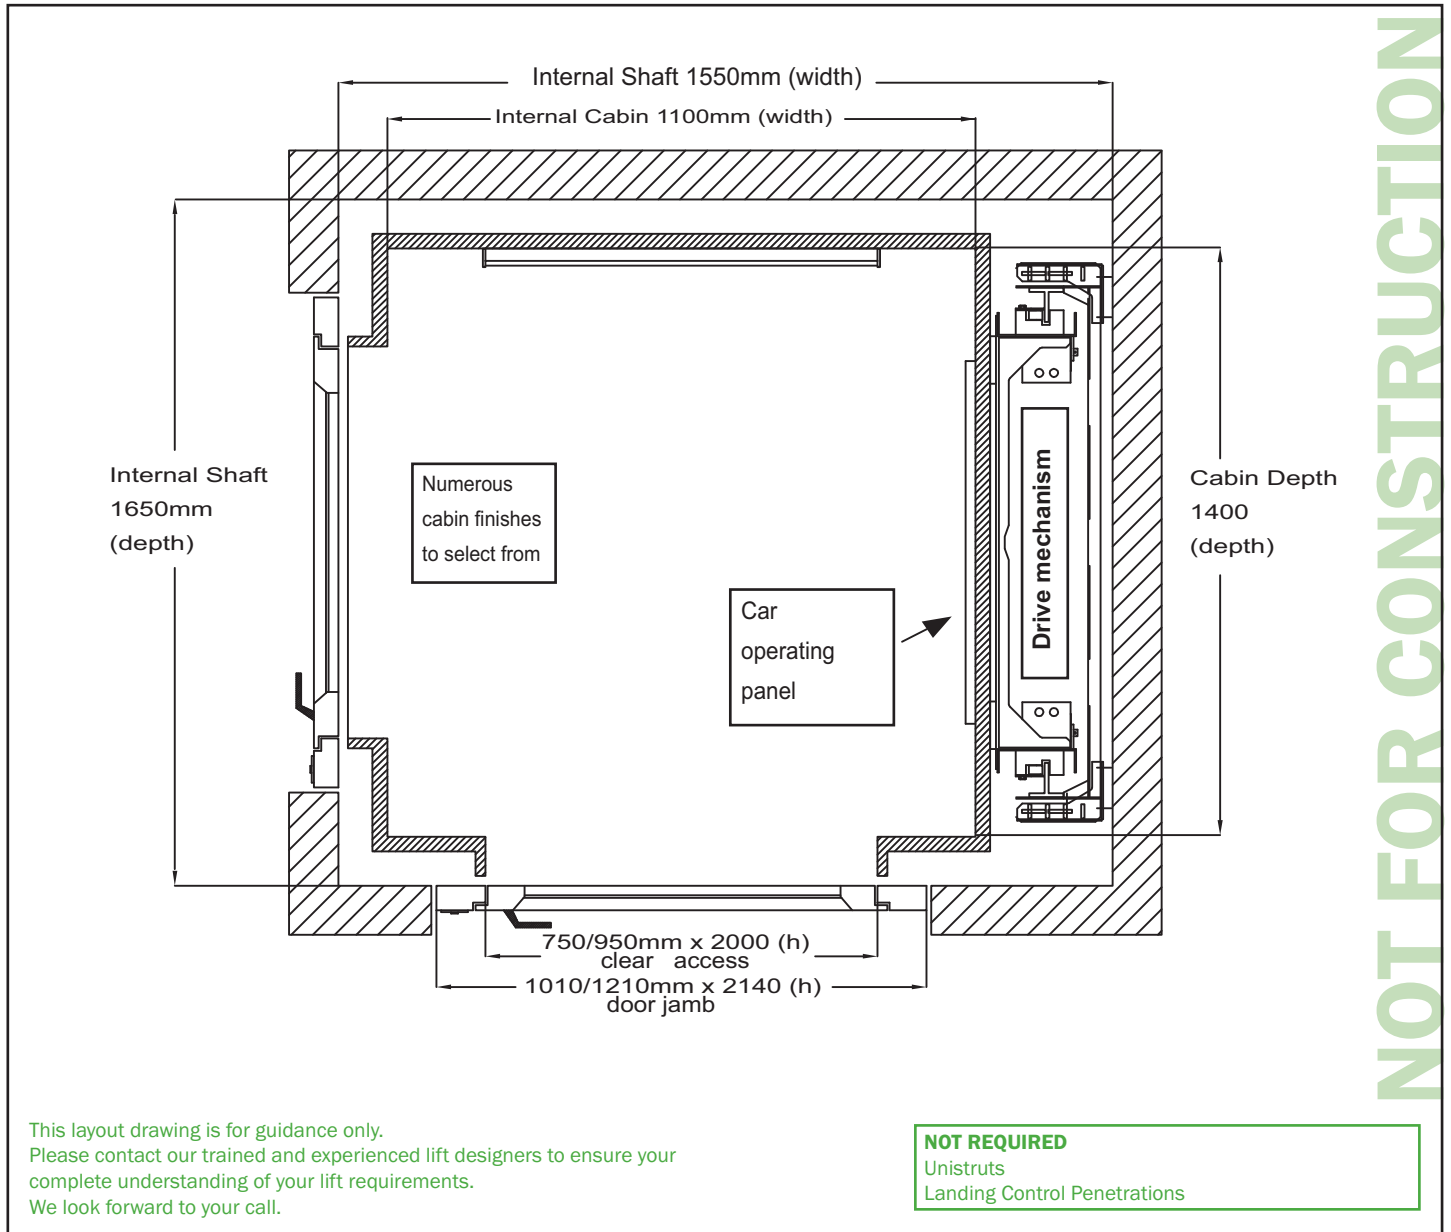 Internal Shaft 1550mm (width)
Internal Cabin 1100mm (width)
Internal Shaft
1650mm
(depth)
Numerous
cabin finishes
to select from
Car
operating
panel
Drive mechanism
Cabin Depth
1400
(depth)
750/950mm x 2000 (h)
clear access
1010/1210mm x 2140 (h)
door jamb
NOT FOR CONSTRUCTION
This layout drawing is for guidance only.
Please contact our trained and experienced lift designers to ensure your
complete understanding of your lift requirements.
We look forward to your call.
NOT REQUIRED
Unistruts
Landing Control Penetrations